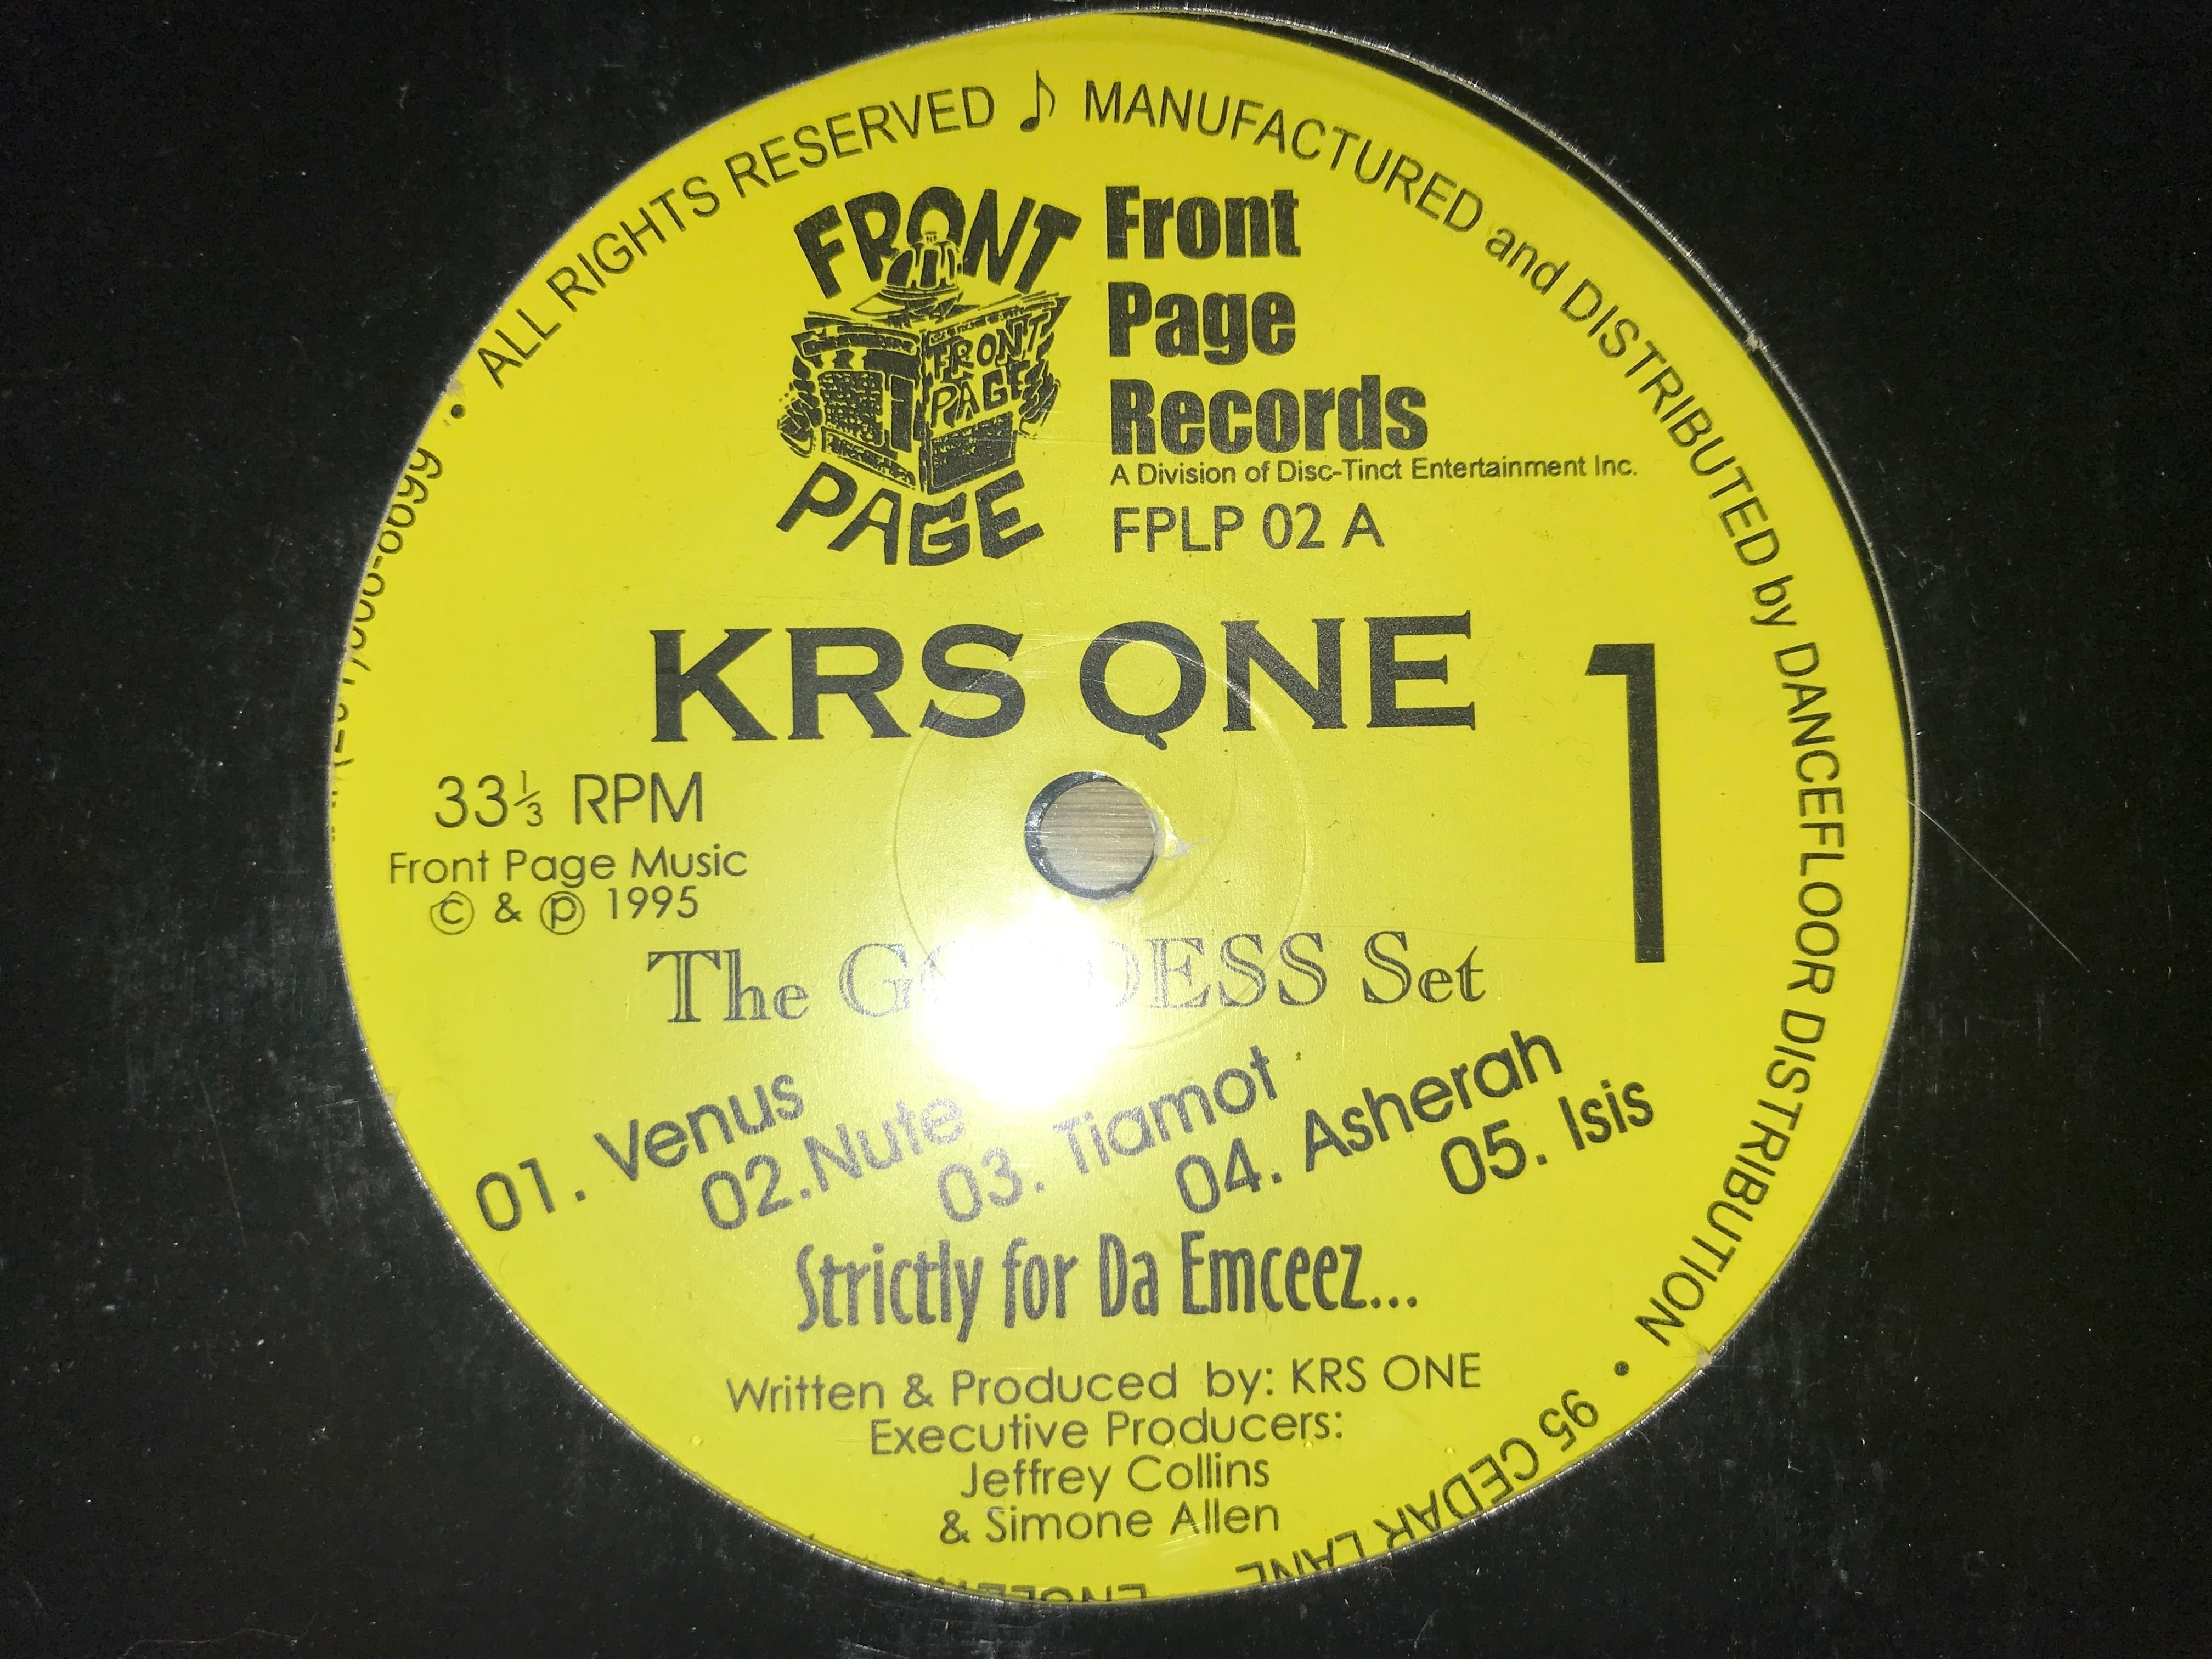 ALL RIGHTS RESERVED ♪ MANUFACTURED and DISTRIBUTED by DANCEFLOOR DISTRIBUTION • 95 CEDAR LANE
FRONT
FRONT
PAGE
PAGE
Front
Page
Records
A Division of Disc-Tinct Entertainment Inc.
FPLP 02 A
KRS ONE
1
33⅓ RPM
Front Page Music
© & ℗ 1995
The GODDESS Set
01. Venus
02.Nute
03. Tiamot
04. Asherah
05. Isis
Strictly for Da Emceez...
Written & Produced by: KRS ONE
Executive Producers:
Jeffrey Collins
& Simone Allen